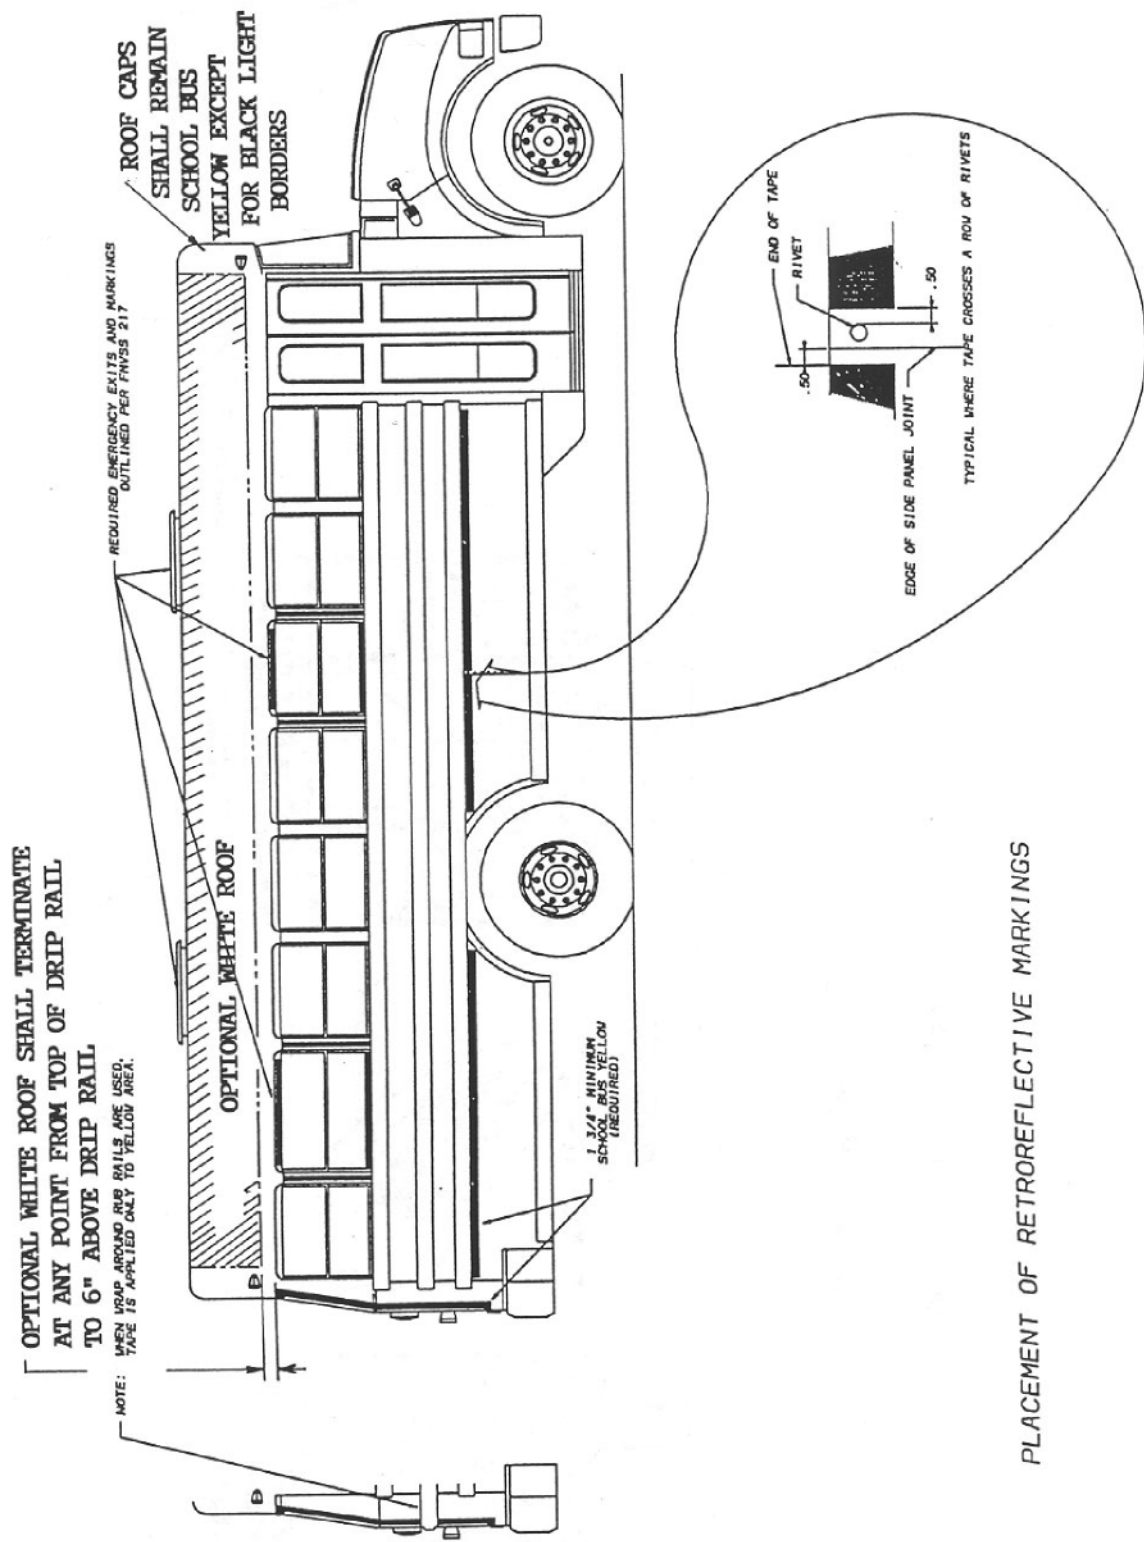 OPTIONAL WHITE ROOF SHALL TERMINATE
AT ANY POINT FROM TOP OF DRIP RAIL
TO 6" ABOVE DRIP RAIL
NOTE: WHEN WRAP AROUND RUB RAILS ARE USED,
TAPE IS APPLIED ONLY TO YELLOW AREA.
REQUIRED EMERGENCY EXITS AND MARKINGS
OUTLINED PER FMVSS 217
ROOF CAPS
SHALL REMAIN
SCHOOL BUS
YELLOW EXCEPT
FOR BLACK LIGHT
BORDERS
OPTIONAL WHITE ROOF
1 3/4" MINIMUM
SCHOOL BUS YELLOW
(REQUIRED)
END OF TAPE
RIVET
.50
.50
EDGE OF SIDE PANEL JOINT
TYPICAL WHERE TAPE CROSSES A ROW OF RIVETS
PLACEMENT OF RETROREFLECTIVE MARKINGS